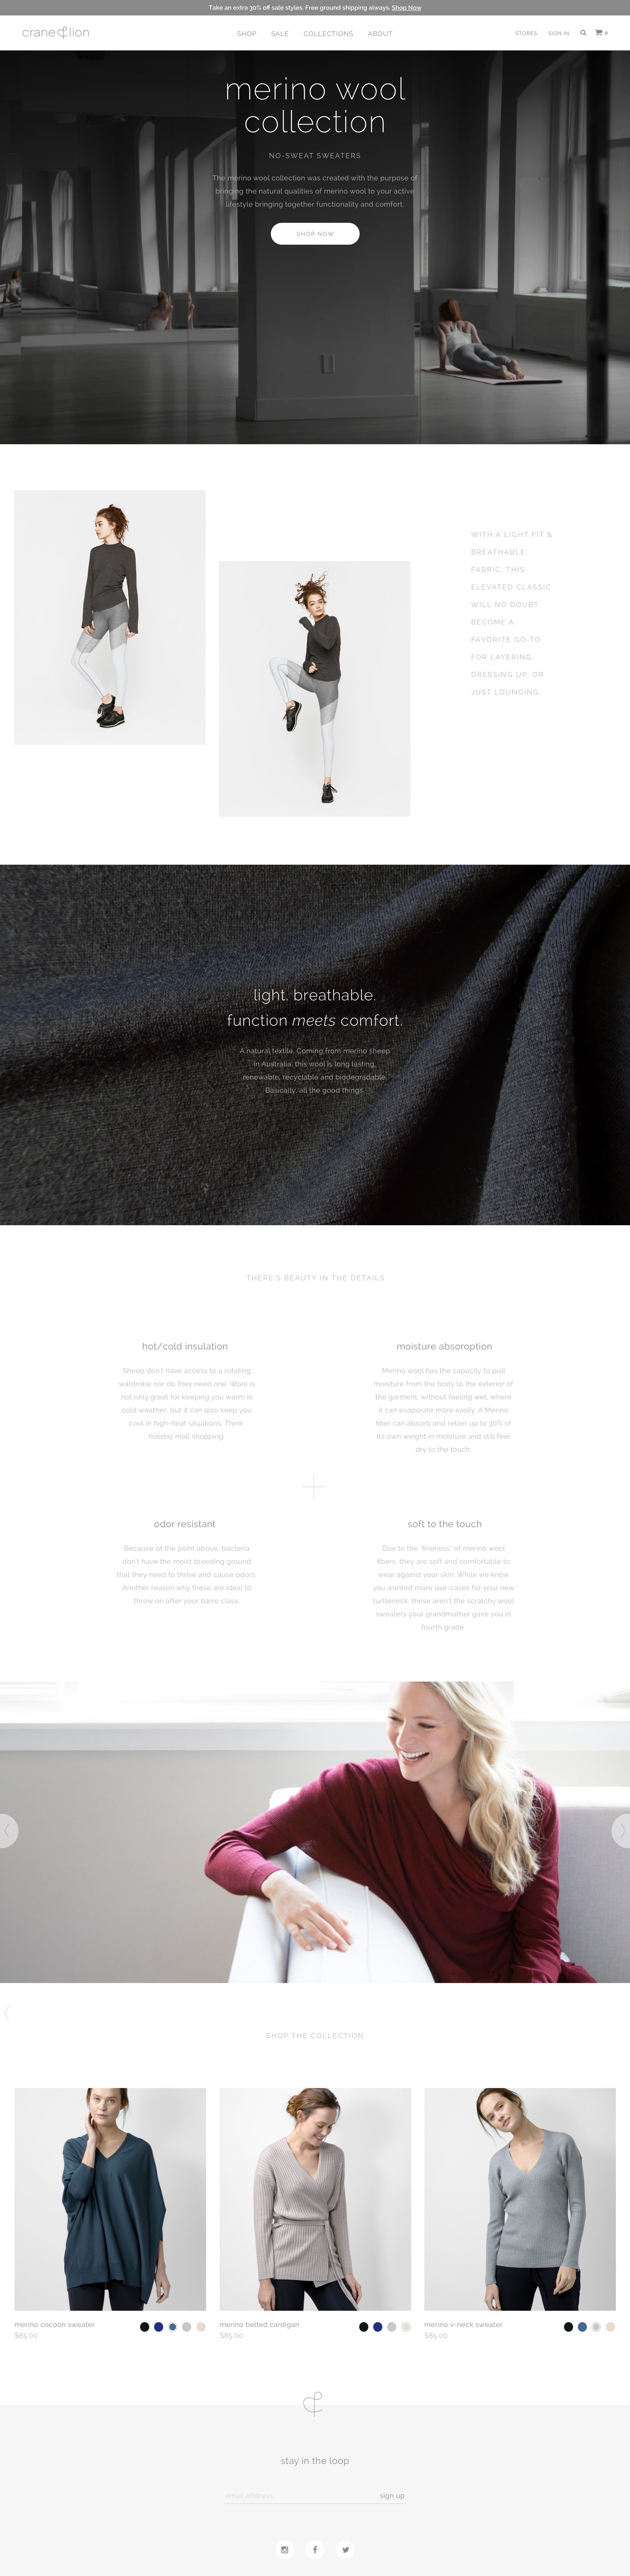 Take an extra 30% off sale styles. Free ground shipping always. Shop Now
crane&lion
SHOP SALE COLLECTIONS ABOUT
STORES SIGN IN 0
merino wool
collection
NO-SWEAT SWEATERS
The merino wool collection was created with the purpose of
bringing the natural qualities of merino wool to your active
lifestyle bringing together functionality and comfort.
SHOP NOW
WITH A LIGHT FIT &
BREATHABLE
FABRIC, THIS
ELEVATED CLASSIC
WILL NO DOUBT
BECOME A
FAVORITE GO-TO
FOR LAYERING,
DRESSING UP, OR
JUST LOUNGING.
light. breathable.
function meets comfort.
A natural textile. Coming from merino sheep
in Australia, this wool is long lasting,
renewable, recyclable and biodegradable.
Basically, all the good things.
THERE'S BEAUTY IN THE DETAILS
hot/cold insulation
Sheep don't have access to a rotating
wardrobe nor do they need one. Wool is
not only great for keeping you warm in
cold weather, but it can also keep you
cool in high-heat situations. Think:
holiday mall shopping
moisture absoroption
Merino wool has the capacity to pull
moisture from the body to the exterior of
the garment, without feeling wet, where
it can evaporate more easily. A Merino
fiber can absorb and retain up to 30% of
its own weight in moisture and still feel
dry to the touch.
odor resistant
Because of the point above, bacteria
don't have the moist breeding ground
that they need to thrive and cause odors.
Another reason why these are ideal to
throw on after your barre class.
soft to the touch
Due to the "fineness" of merino wool
fibers, they are soft and comfortable to
wear against your skin. While we know
you wanted more use-cases for your new
turtleneck, these aren't the scratchy wool
sweaters your grandmother gave you in
fourth grade.
SHOP THE COLLECTION
merino cocoon sweater
$85.00
merino belted cardigan
$85.00
merino v-neck sweater
$85.00
stay in the loop
email address sign up